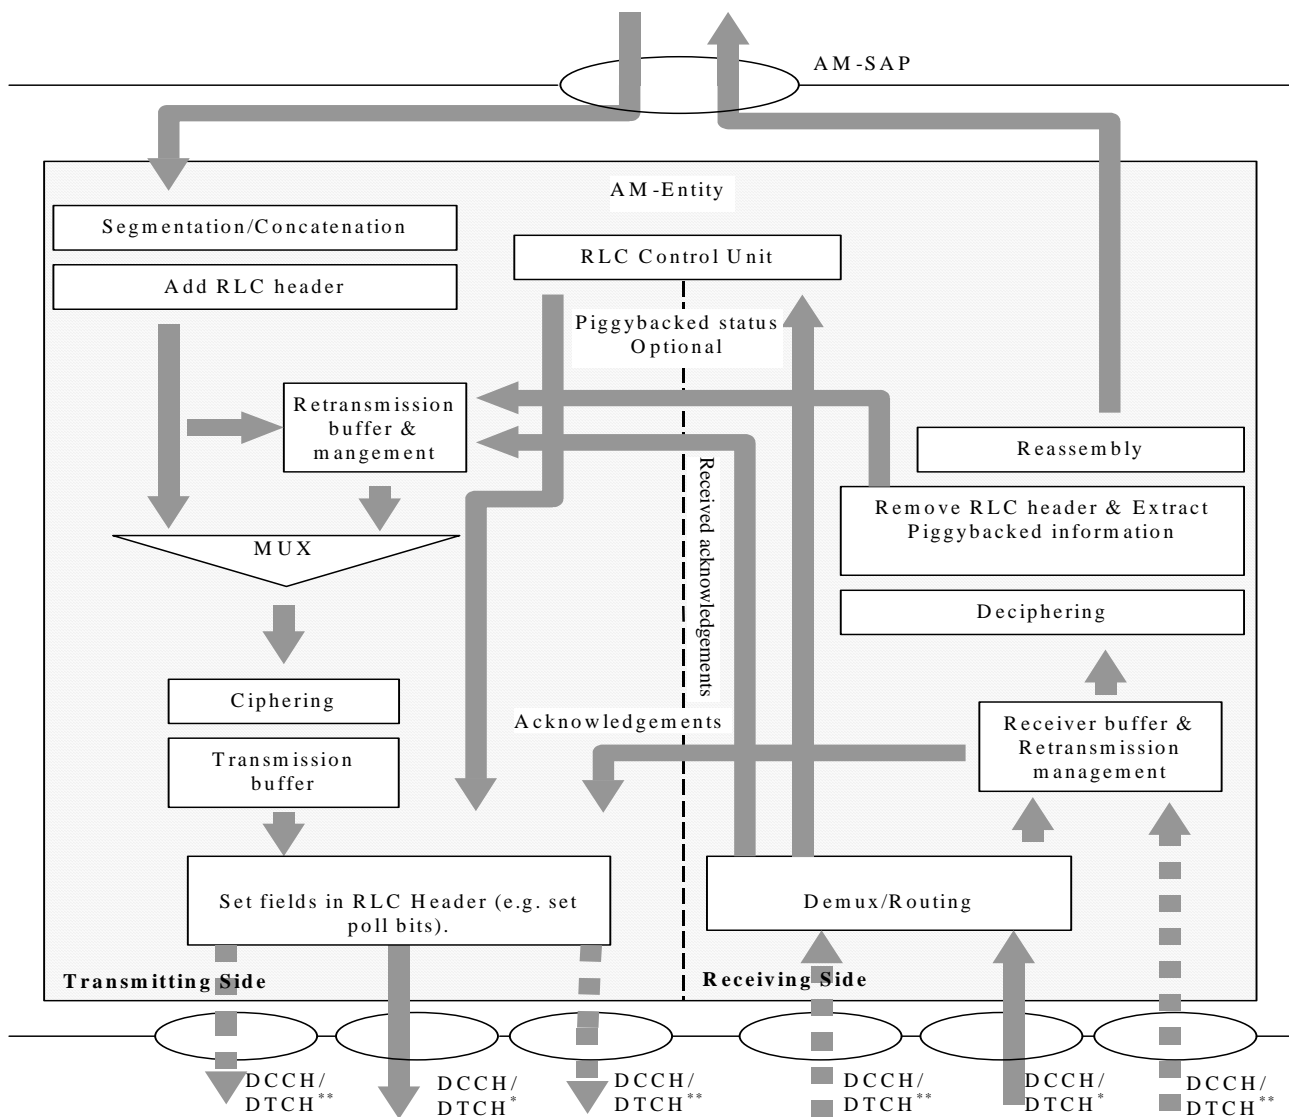 AM-SAP
AM-Entity
Segmentation/Concatenation
RLC Control Unit
Add RLC header
Piggybacked status
Optional
Retransmission
buffer &
mangement
Reassembly
Received acknowledgements
Remove RLC header & Extract
Piggybacked information
MUX
Deciphering
Ciphering
Acknowledgements
Receiver buffer &
Retransmission
management
Transmission
buffer
Set fields in RLC Header (e.g. set
poll bits).
Demux/Routing
Transmitting Side
Receiving Side
DCCH/
DTCH**
DCCH/
DTCH*
DCCH/
DTCH**
DCCH/
DTCH**
DCCH/
DTCH*
DCCH/
DTCH**